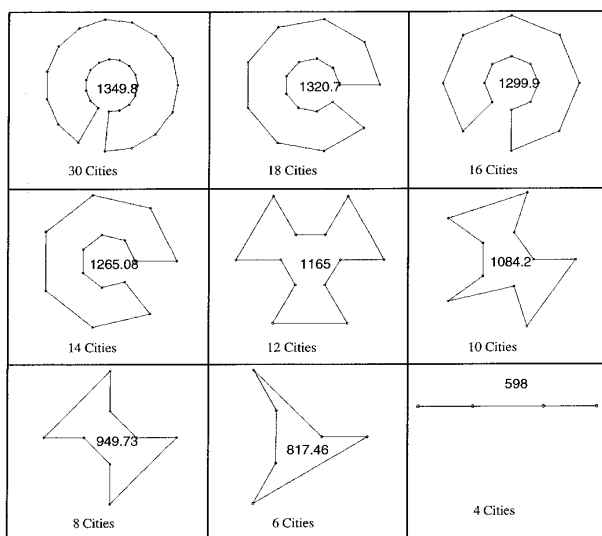 1349.8
30 Cities
1320.7
18 Cities
1299.9
16 Cities
1265.08
14 Cities
1165
12 Cities
1084.2
10 Cities
949.73
8 Cities
817.46
6 Cities
598
4 Cities